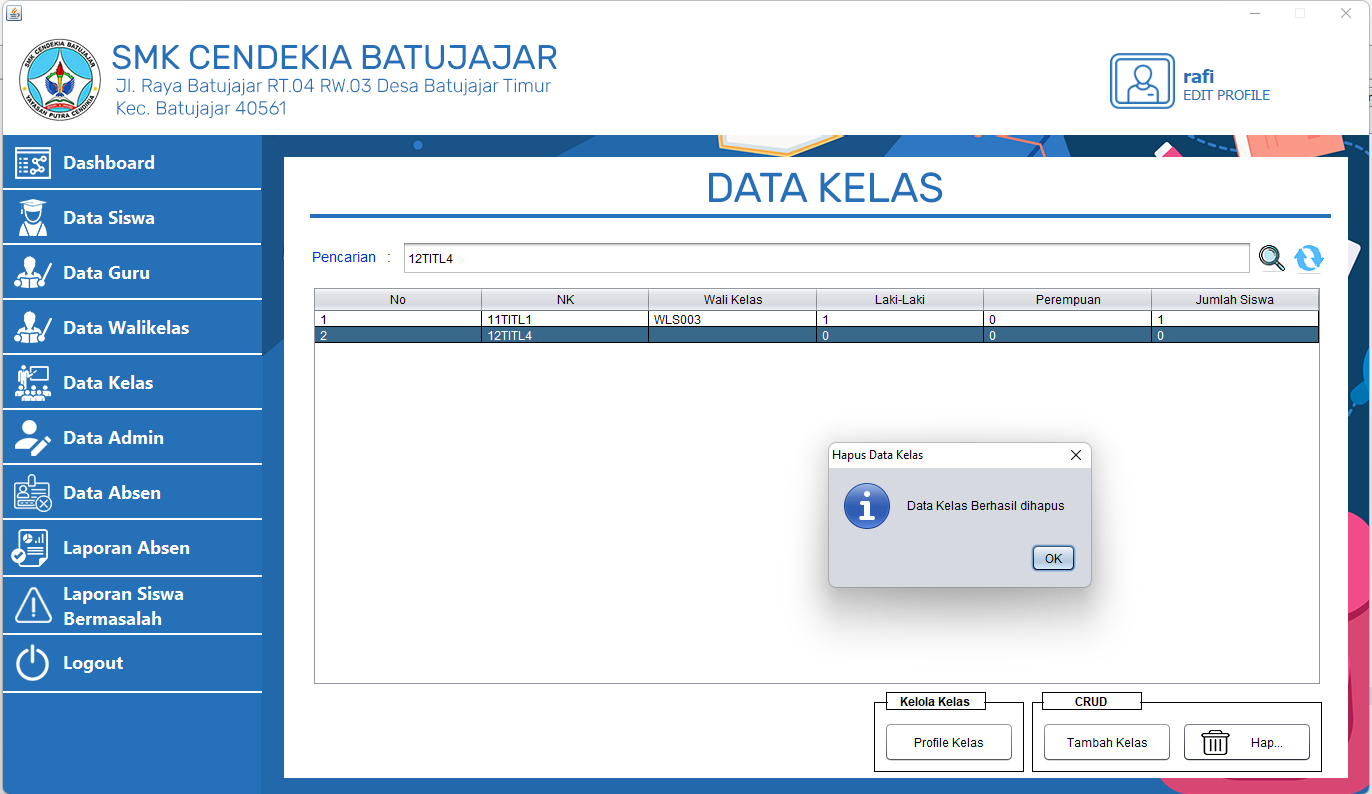 SMK CENDEKIA BATUJAJAR
YAYASAN PUTRA CENDIKIA
SMK CENDEKIA BATUJAJAR
Jl. Raya Batujajar RT.04 RW.03 Desa Batujajar Timur
Kec. Batujajar 40561
rafi
EDIT PROFILE
Dashboard
Data Siswa
Data Guru
Data Walikelas
Data Kelas
Data Admin
Data Absen
Laporan Absen
Laporan Siswa
Bermasalah
Logout
DATA KELAS
Pencarian : 12TITL4
No NK Wali Kelas Laki-Laki Perempuan Jumlah Siswa
1 11TITL1 WLS003 1 0 1
2 12TITL4 0 0 0
Hapus Data Kelas
Data Kelas Berhasil dihapus
OK
Kelola Kelas
Profile Kelas
CRUD
Tambah Kelas
Hap...